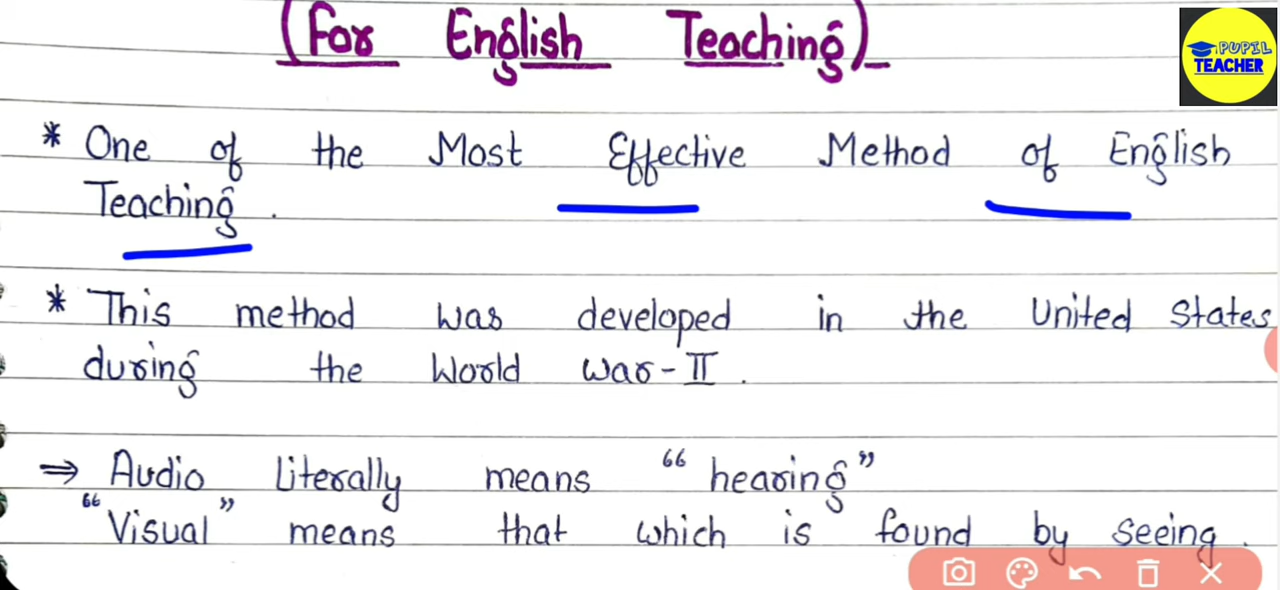 (For English Teaching)
PUPIL
TEACHER
* One of the Most Effective Method of English
Teaching .
* This method was developed in the United States
during the World War-II .
⇒ Audio literally means “hearing”
“Visual” means that which is found by seeing .